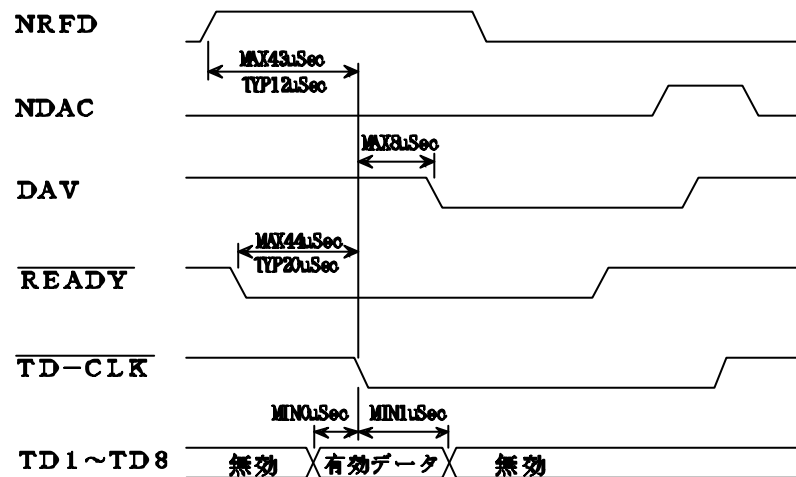 NRFD
MAX43uSec
TYP12uSec
NDAC
MAX8uSec
DAV
MAX44uSec
TYP20uSec
READY
TD-CLK
MIN0uSec MIN1uSec
TD1~TD8 無効 有効データ 無効